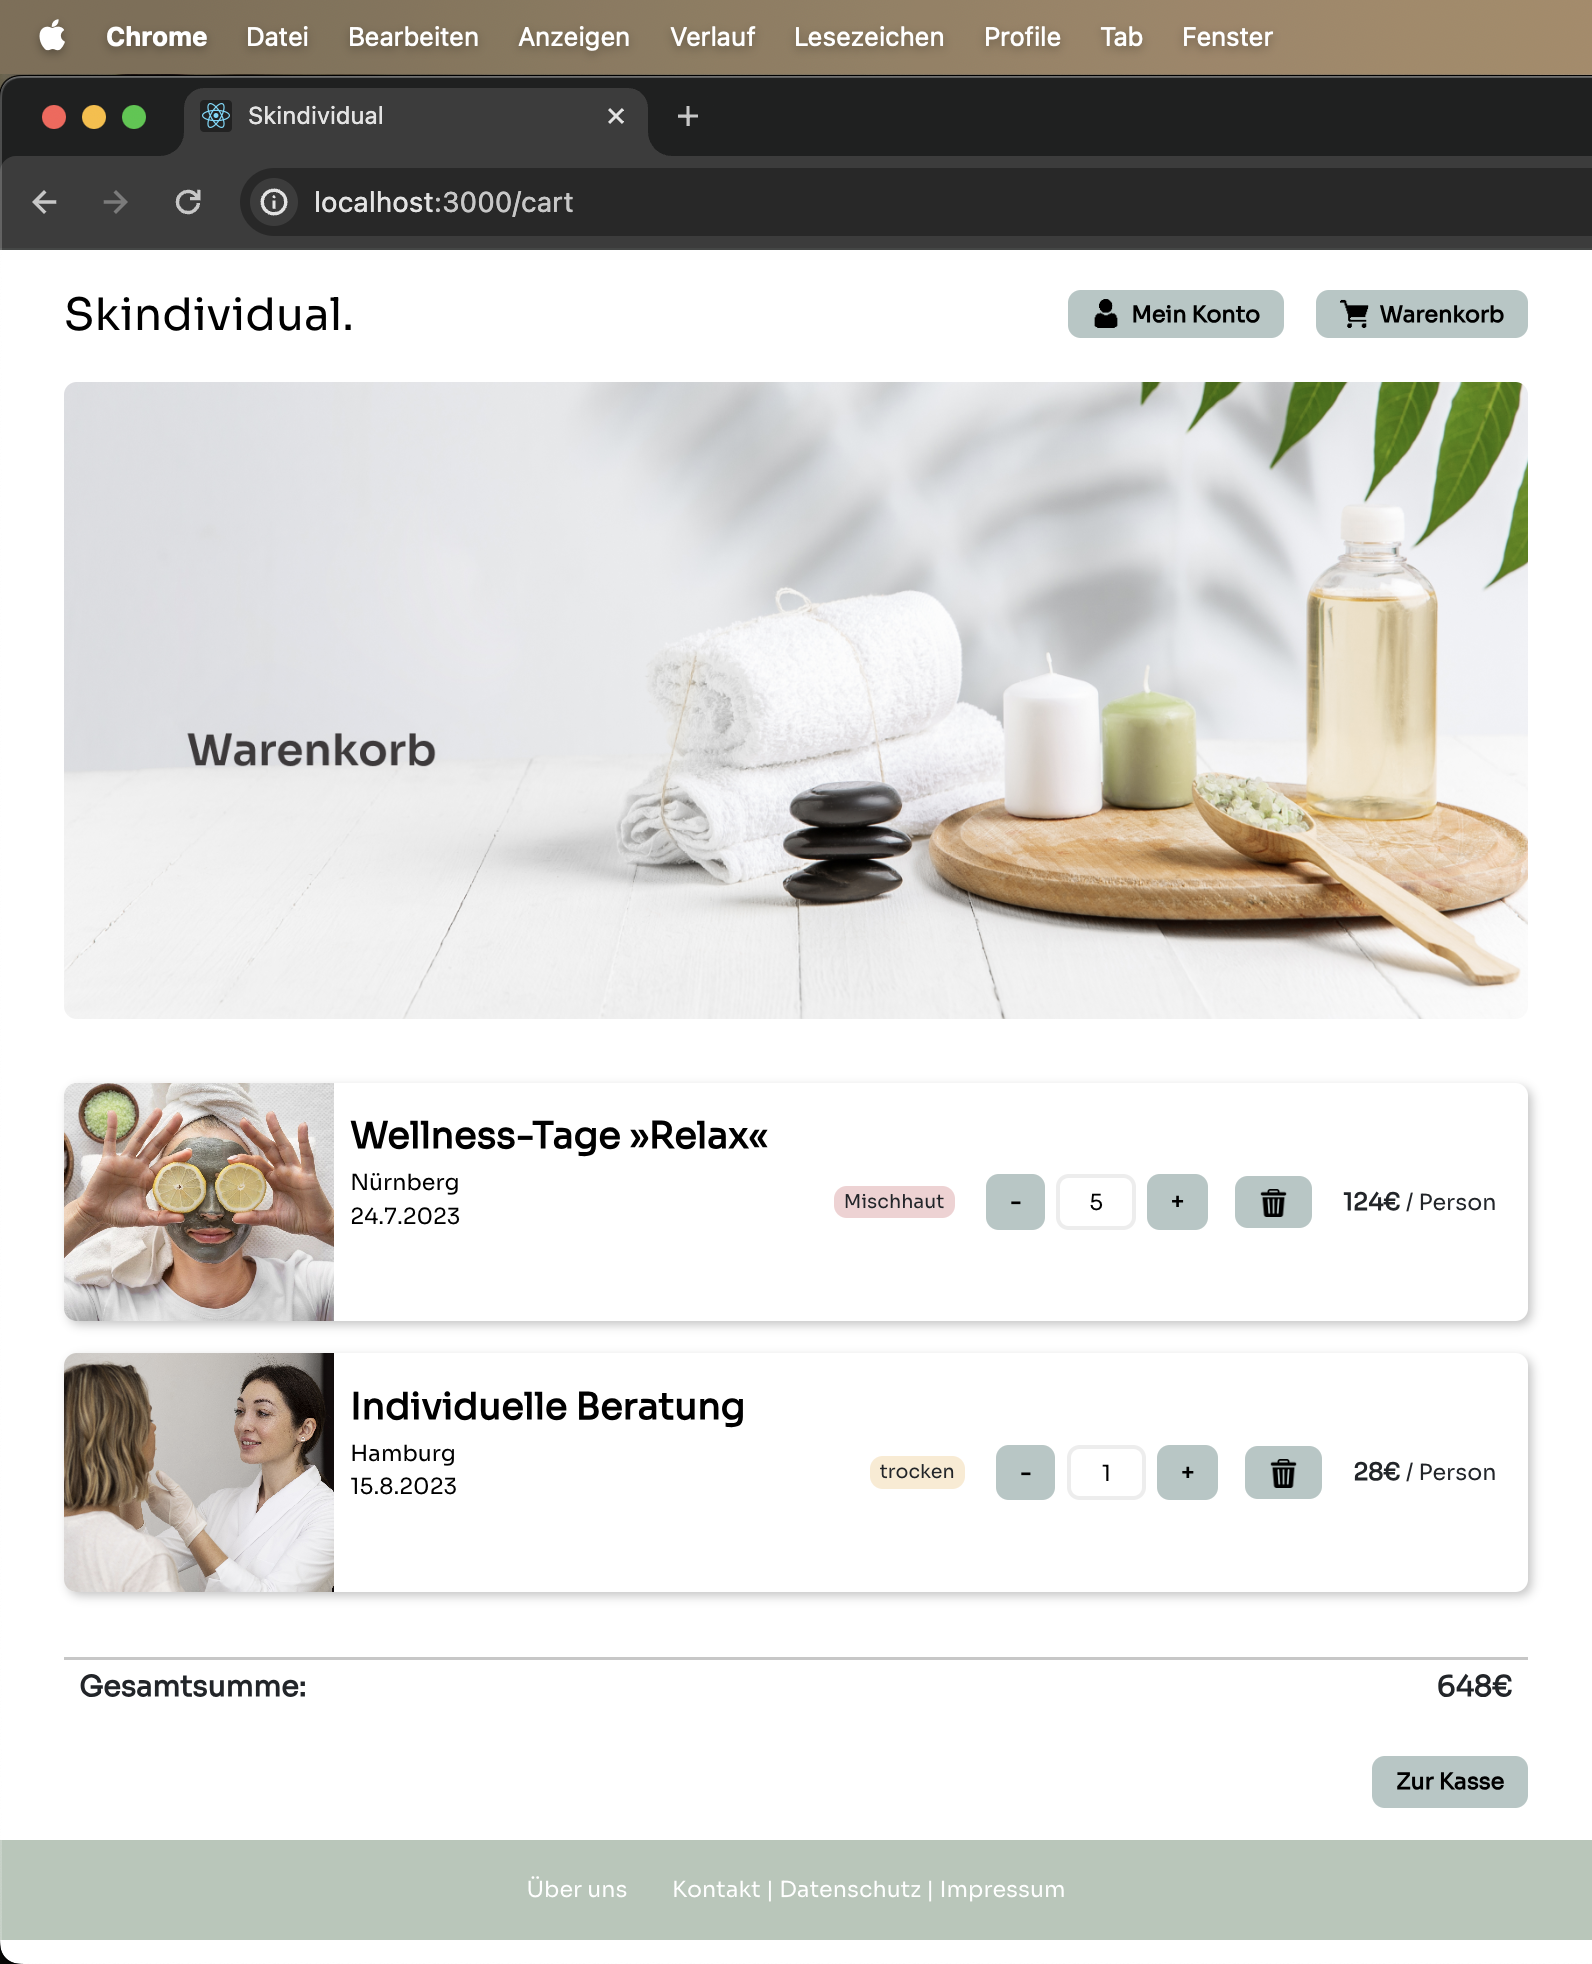 Chrome Datei Bearbeiten Anzeigen Verlauf Lesezeichen Profile Tab Fenster
Skindividual
localhost:3000/cart
Skindividual.
Mein Konto
Warenkorb
Warenkorb
Wellness-Tage »Relax«
Nürnberg
24.7.2023
Mischhaut - 5 + 124€ / Person
Individuelle Beratung
Hamburg
15.8.2023
trocken - 1 + 28€ / Person
Gesamtsumme: 648€
Zur Kasse
Über uns Kontakt | Datenschutz | Impressum